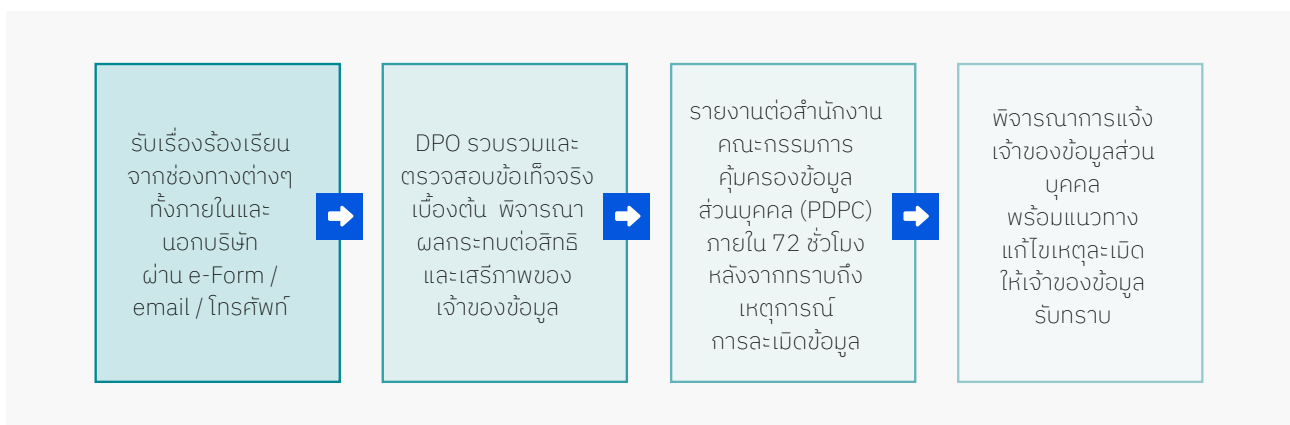 รับเรื่องร้องเรียน
จากช่องทางต่างๆ
ทั้งภายในและ
นอกบริษัท
ผ่าน e-Form /
email / โทรศัพท์
DPO รวบรวมและ
ตรวจสอบข้อเท็จจริง
เบื้องต้น พิจารณา
ผลกระทบต่อสิทธิ
และเสรีภาพของ
เจ้าของข้อมูล
รายงานต่อสำนักงาน
คณะกรรมการ
คุ้มครองข้อมูล
ส่วนบุคคล (PDPC)
ภายใน 72 ชั่วโมง
หลังจากทราบถึง
เหตุการณ์
การละเมิดข้อมูล
พิจารณาการแจ้ง
เจ้าของข้อมูลส่วน
บุคคล
พร้อมแนวทาง
แก้ไขเหตุละเมิด
ให้เจ้าของข้อมูล
รับทราบ